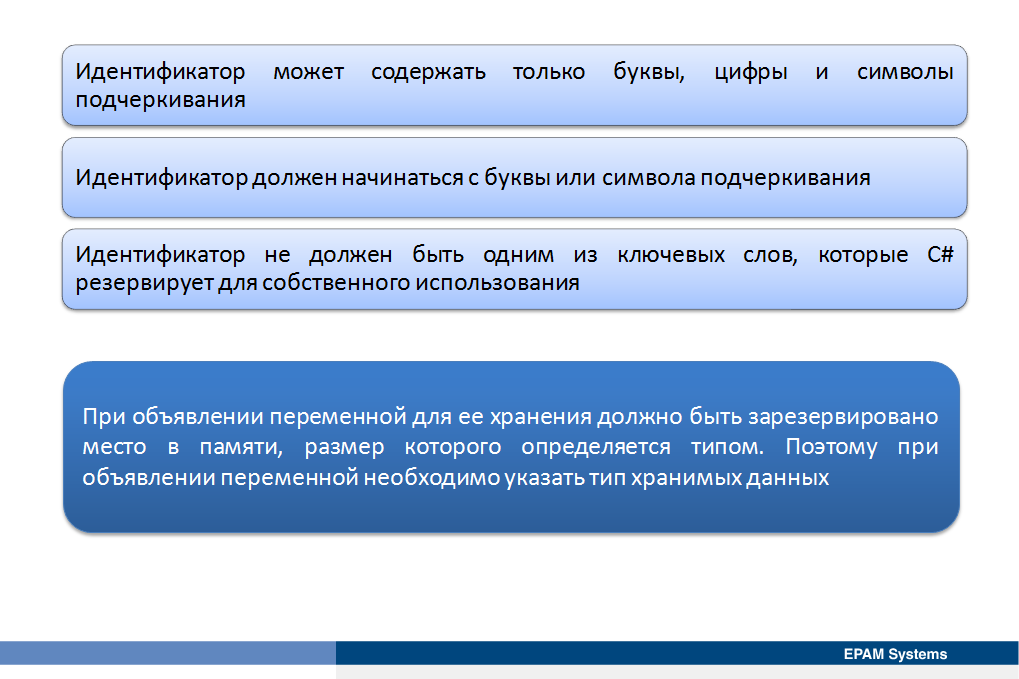 Идентификатор может содержать только буквы, цифры и символы
подчеркивания
Идентификатор должен начинаться с буквы или символа подчеркивания
Идентификатор не должен быть одним из ключевых слов, которые C#
резервирует для собственного использования
При объявлении переменной для ее хранения должно быть зарезервировано
место в памяти, размер которого определяется типом. Поэтому при
объявлении переменной необходимо указать тип хранимых данных
EPAM Systems